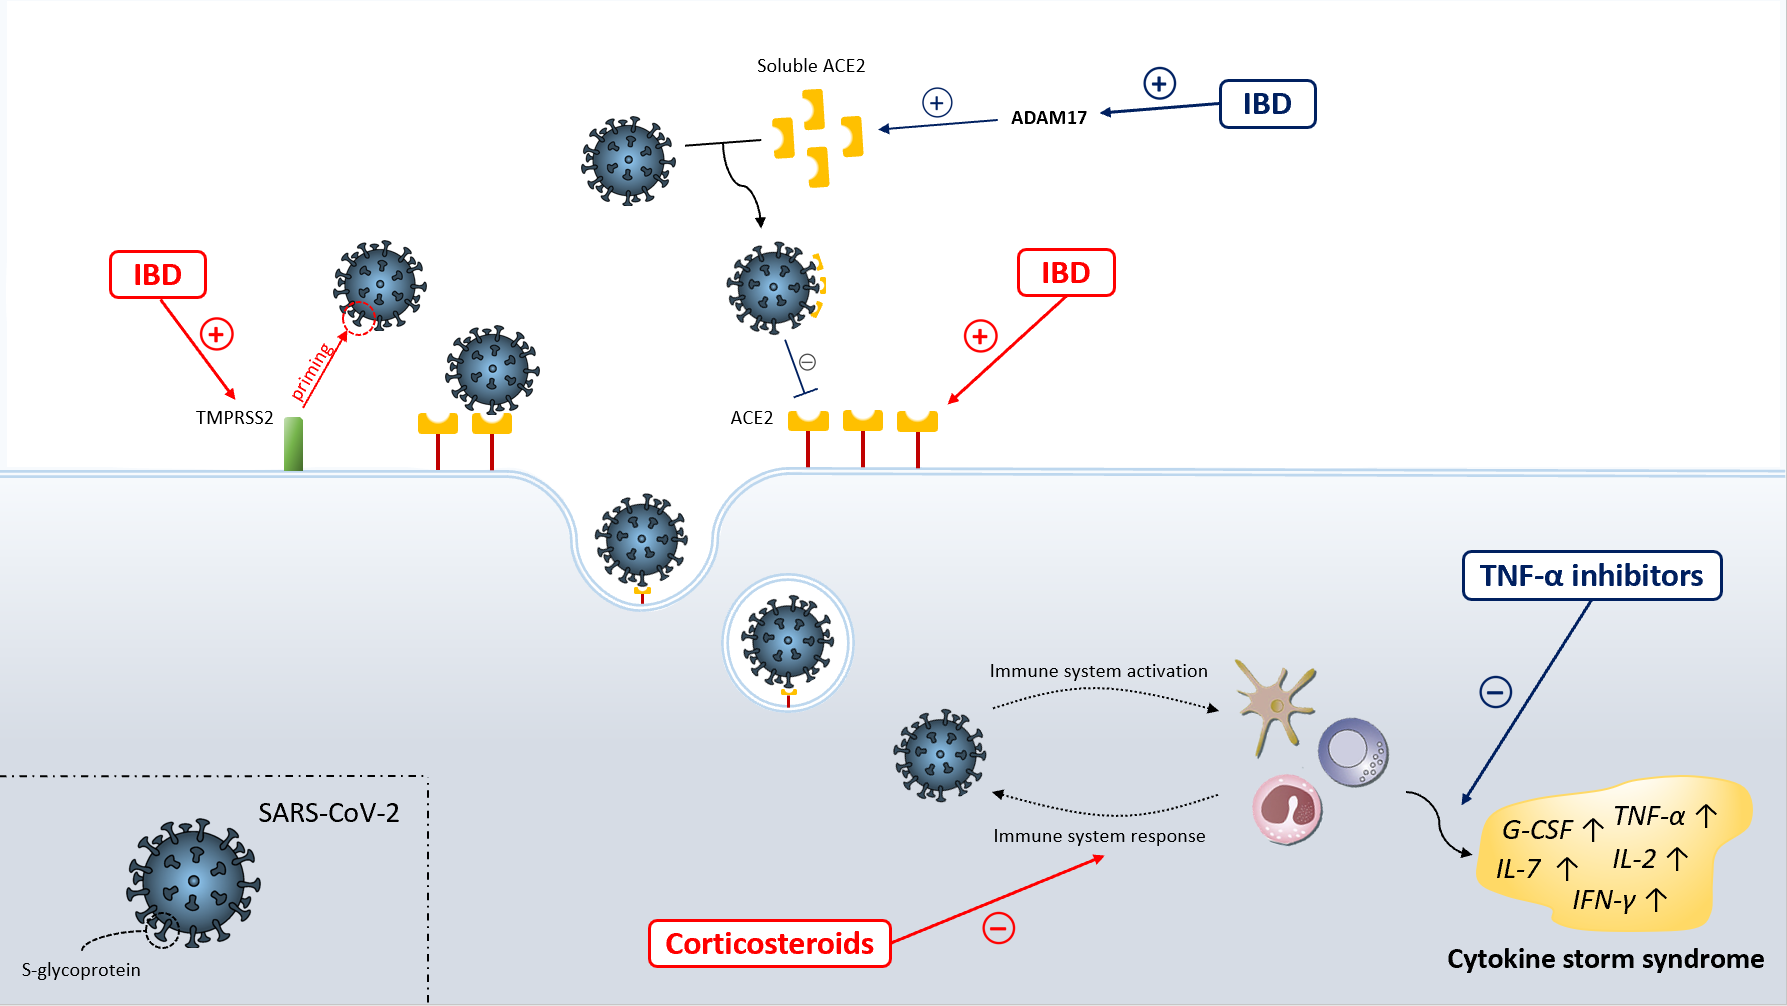 Soluble ACE2
+
+
IBD
ADAM17
IBD
+
priming
TMPRSS2
IBD
+
−
ACE2
TNF-α inhibitors
−
Immune system activation
Immune system response
Corticosteroids
−
G-CSF ↑ TNF-α ↑
IL-7 ↑ IL-2 ↑
IFN-γ ↑
Cytokine storm syndrome
SARS-CoV-2
S-glycoprotein